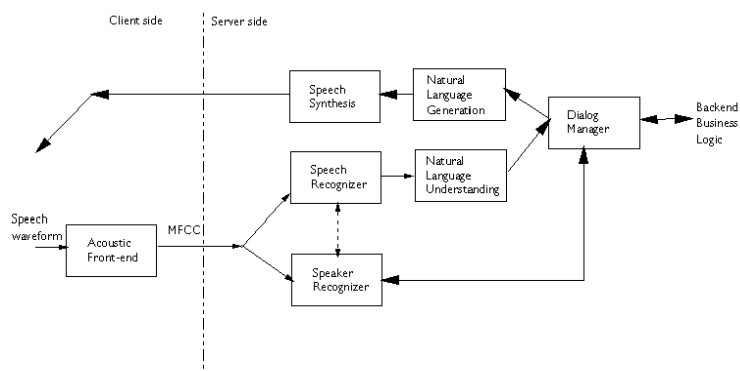 Client side
Server side
Speech
Synthesis
Natural
Language
Generation
Dialog
Manager
Backend
Business
Logic
Speech
Recognizer
Natural
Language
Understanding
Speech
waveform
Acoustic
Front-end
MFCC
Speaker
Recognizer